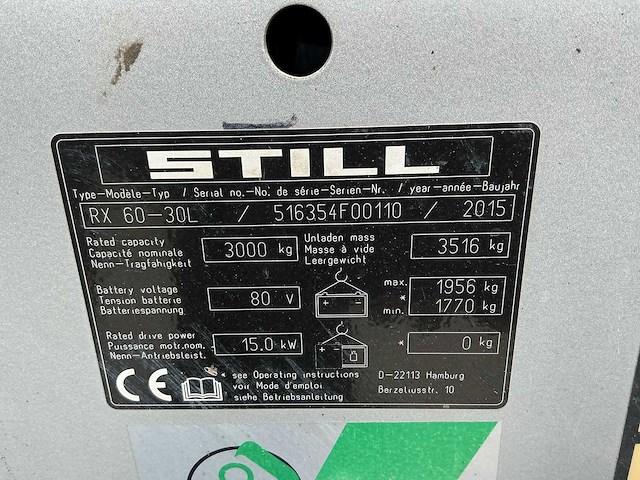 STILL
Type-Modèle-Typ / Serial no.-No. de série-Serien-Nr. / year-année-Baujahr
RX 60-30L / 516354F00110 / 2015
Rated capacity
Capacité nominale
Nenn-Tragfähigkeit
3000 kg
Unladen mass
Masse à vide
Leergewicht
3516 kg
Battery voltage
Tension batterie
Batteriespannung
80 V
max. 1956 kg
*
min. 1770 kg
Rated drive power
Puissance motr.nom.
Nenn-Antriebsleist.
15.0 kW
* 0 kg
* see Operating instructions
voir Mode d'emploi
siehe Betriebsanleitung
D-22113 Hamburg
Berzeliusstr. 10
CE